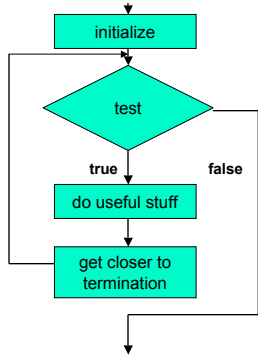 initialize
test
true
false
do useful stuff
get closer to
termination